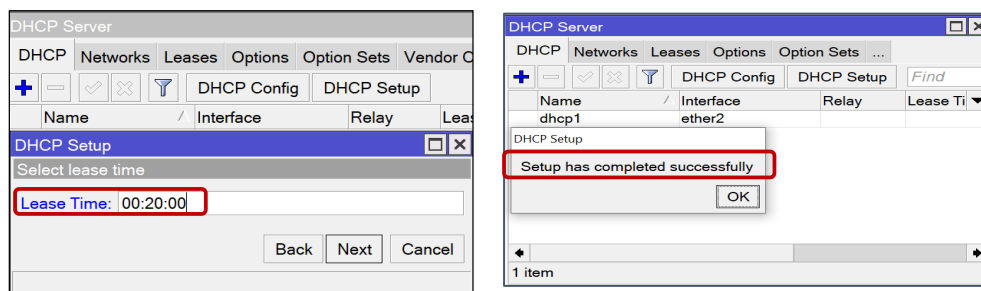 DHCP Server
DHCP Networks Leases Options Option Sets Vendor C
DHCP Config DHCP Setup
Name Interface Relay Leas
DHCP Setup
Select lease time
Lease Time: 00:20:00
Back Next Cancel
DHCP Server
DHCP Networks Leases Options Option Sets ...
DHCP Config DHCP Setup Find
Name Interface Relay Lease Ti
dhcp1 ether2
DHCP Setup
Setup has completed successfully
OK
1 item